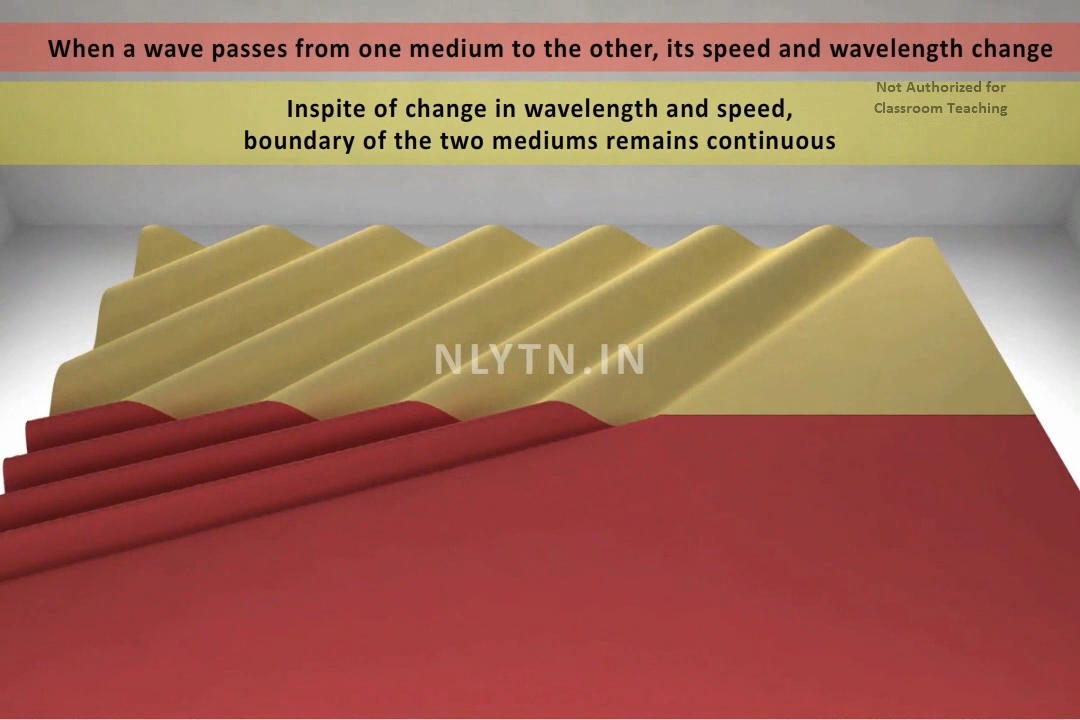 When a wave passes from one medium to the other, its speed and wavelength change
Not Authorized for
Classroom Teaching
Inspite of change in wavelength and speed,
boundary of the two mediums remains continuous
NLYTN.IN